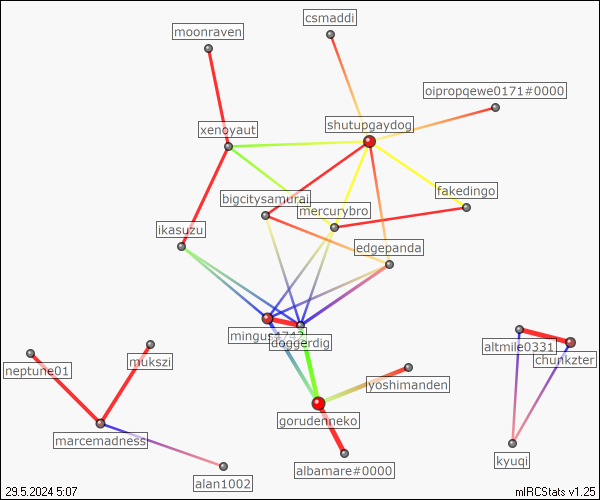 csmaddi
moonraven
oipropqewe0171#0000
shutupgaydog
xenoyaut
fakedingo
bigcitysamurai
mercurybro
ikasuzu
edgepanda
mingus4747
doggerdig
altmile0331
chunkzter
mukszi
neptune01
yoshimanden
gorudenneko
marcemadness
kyuqi
albamare#0000
alan1002
29.5.2024 5:07
mIRCStats v1.25